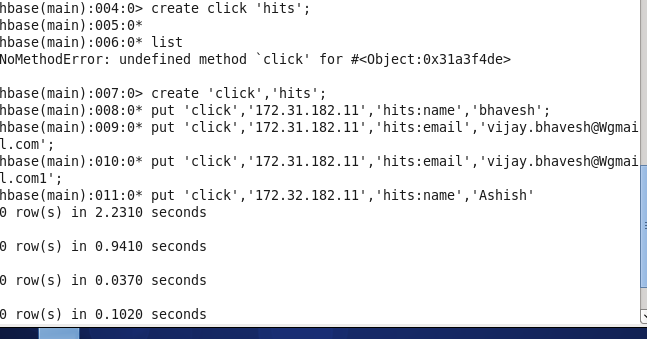 hbase(main):004:0> create click 'hits';
hbase(main):005:0*
hbase(main):006:0* list
NoMethodError: undefined method `click' for #<Object:0x31a3f4de>
hbase(main):007:0> create 'click','hits';
hbase(main):008:0* put 'click','172.31.182.11','hits:name','bhavesh';
hbase(main):009:0* put 'click','172.31.182.11','hits:email','vijay.bhavesh@Wgmai
l.com';
hbase(main):010:0* put 'click','172.31.182.11','hits:email','vijay.bhavesh@Wgmai
l.com1';
hbase(main):011:0* put 'click','172.32.182.11','hits:name','Ashish'
0 row(s) in 2.2310 seconds
0 row(s) in 0.9410 seconds
0 row(s) in 0.0370 seconds
0 row(s) in 0.1020 seconds